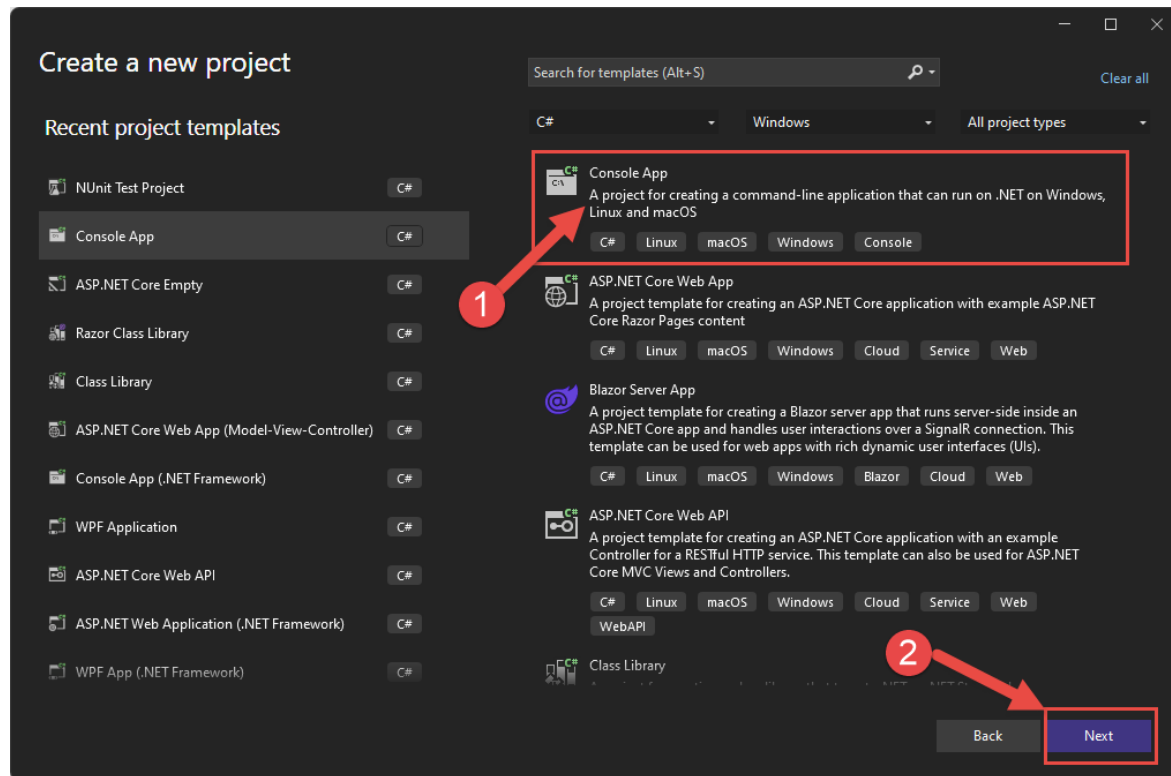 Create a new project
Search for templates (Alt+S)
Clear all
Recent project templates
C#
Windows
All project types
NUnit Test Project
C#
Console App
C#
ASP.NET Core Empty
C#
Razor Class Library
C#
Class Library
C#
ASP.NET Core Web App (Model-View-Controller)
C#
Console App (.NET Framework)
C#
WPF Application
C#
ASP.NET Core Web API
C#
ASP.NET Web Application (.NET Framework)
C#
WPF App (.NET Framework)
C#
C#
C:\
Console App
A project for creating a command-line application that can run on .NET on Windows,
Linux and macOS
C# Linux macOS Windows Console
1
C#
ASP.NET Core Web App
A project template for creating an ASP.NET Core application with example ASP.NET
Core Razor Pages content
C# Linux macOS Windows Cloud Service Web
Blazor Server App
A project template for creating a Blazor server app that runs server-side inside an
ASP.NET Core app and handles user interactions over a SignalR connection. This
template can be used for web apps with rich dynamic user interfaces (UIs).
C# Linux macOS Windows Blazor Cloud Web
C#
ASP.NET Core Web API
A project template for creating an ASP.NET Core application with an example
Controller for a RESTful HTTP service. This template can also be used for ASP.NET
Core MVC Views and Controllers.
C# Linux macOS Windows Cloud Service Web
WebAPI
C#
Class Library
2
Back
Next